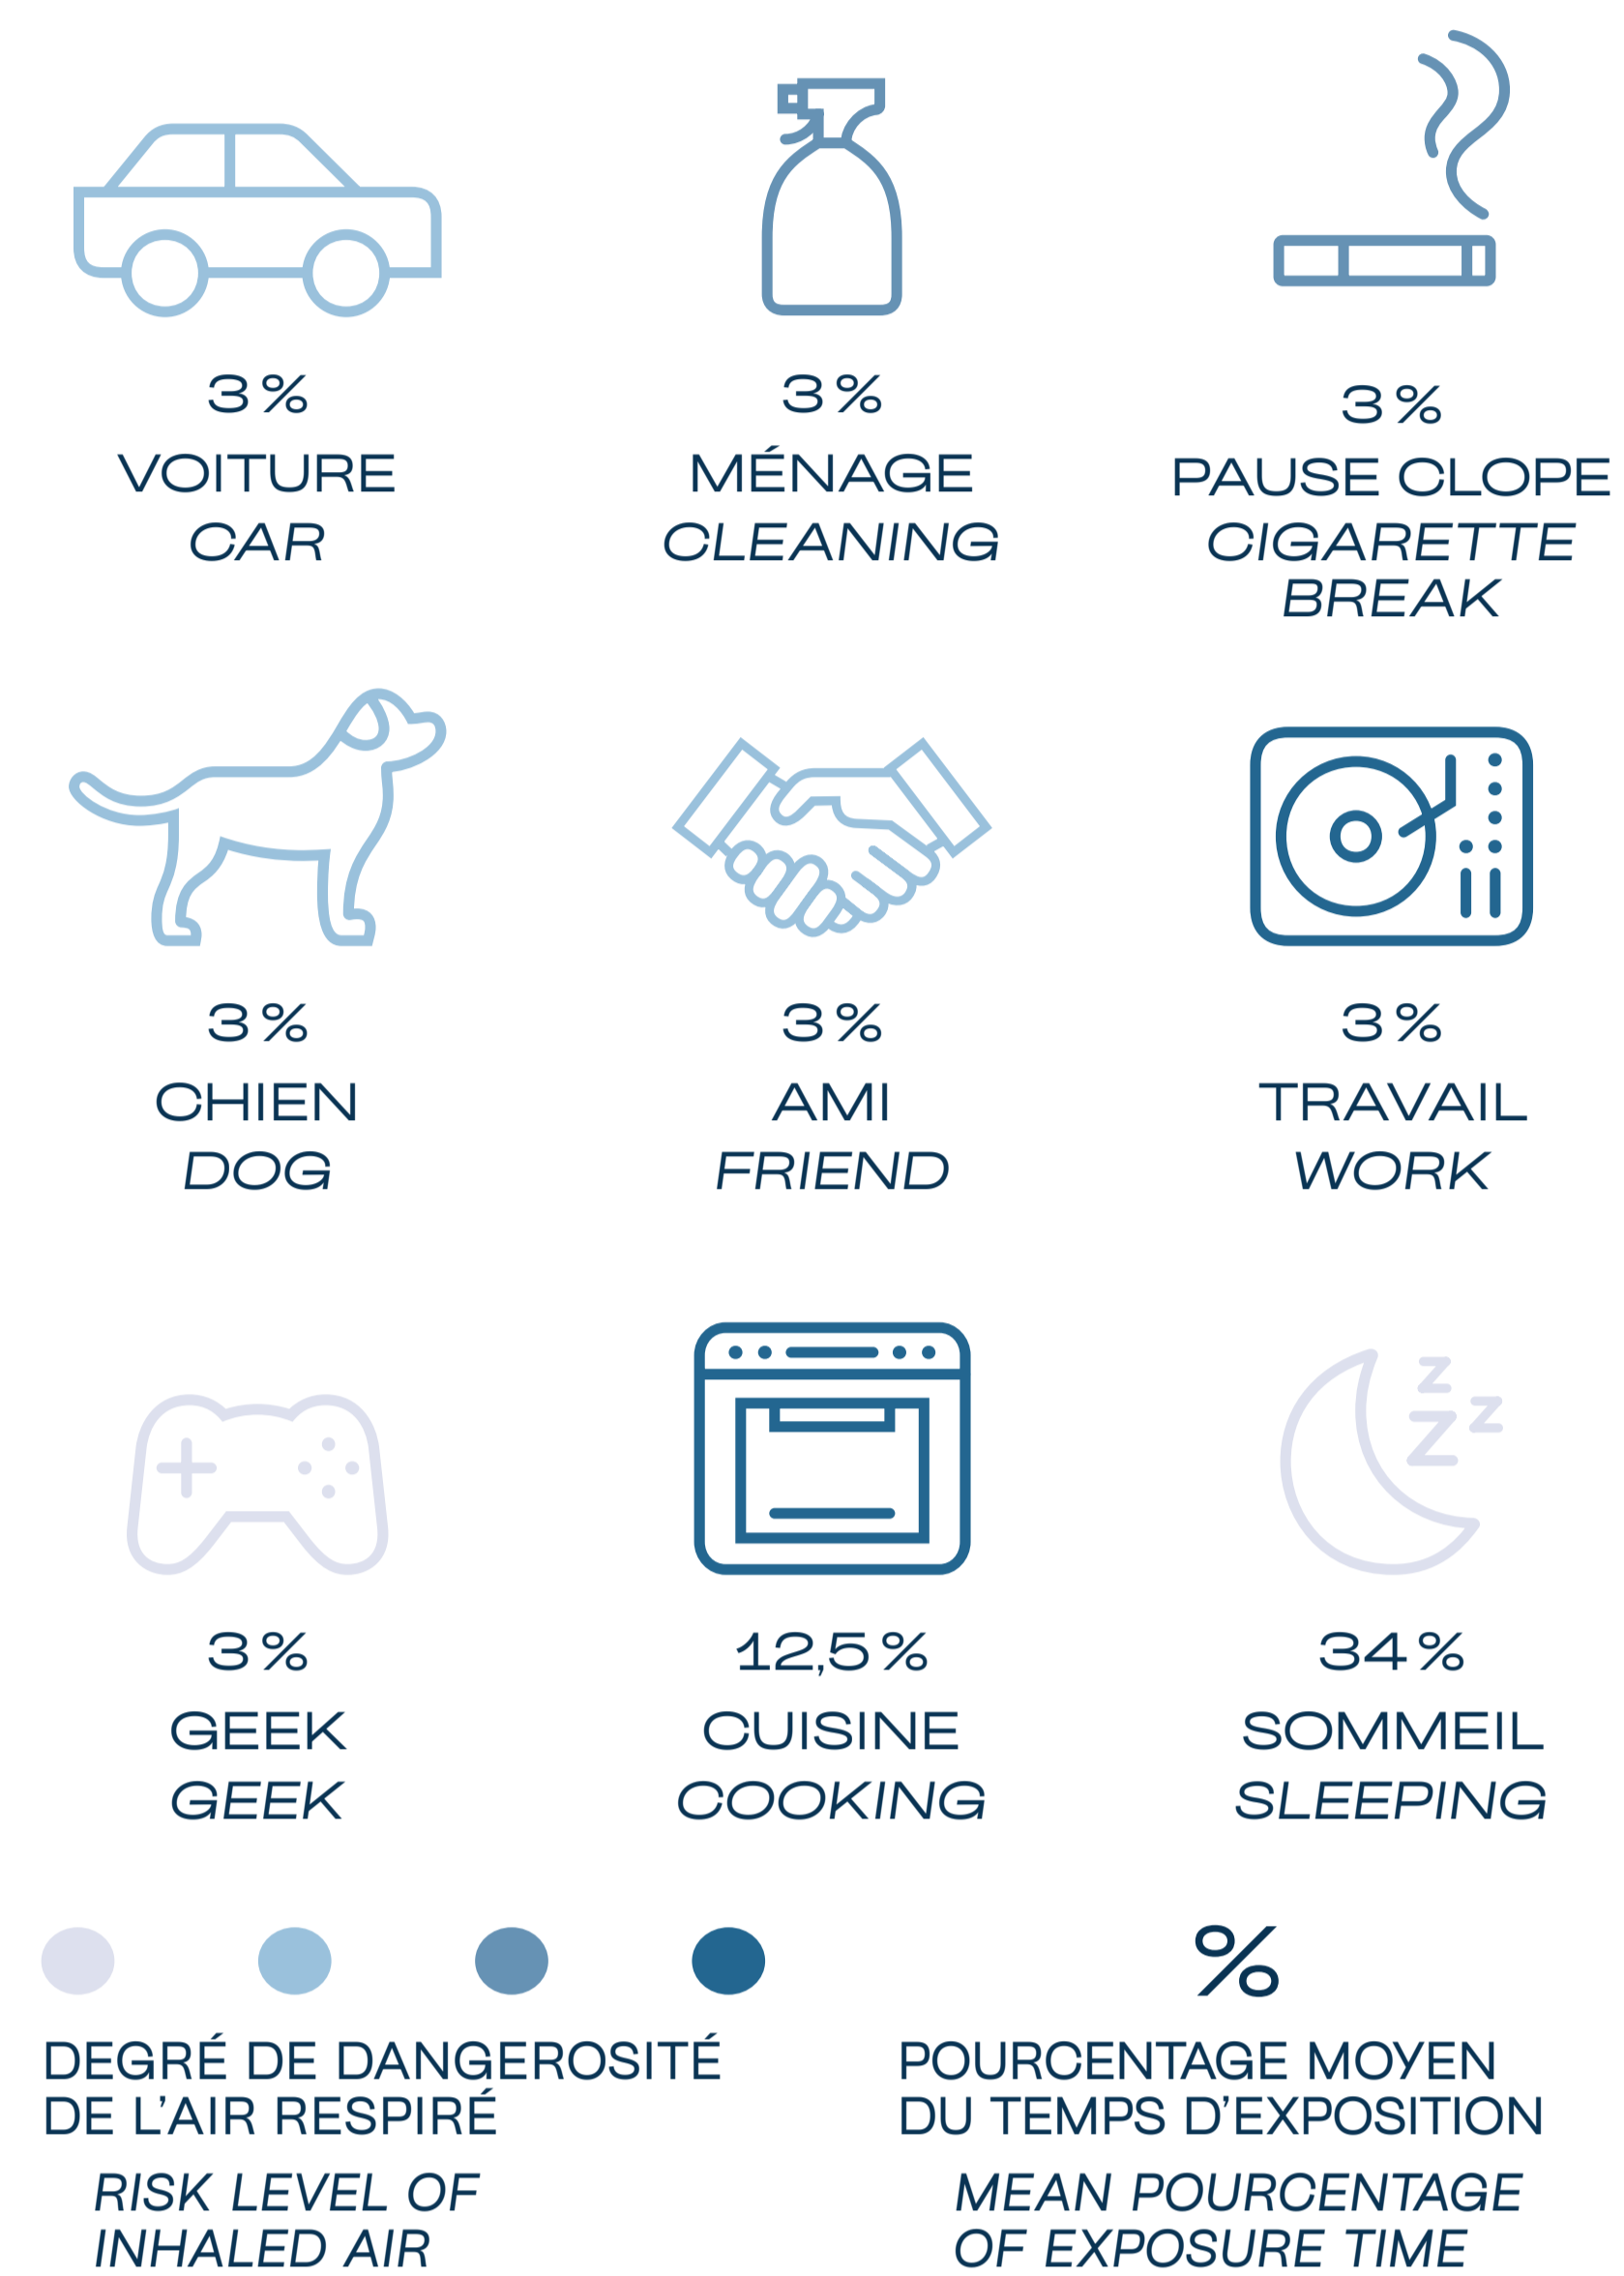 3%
VOITURE
CAR
3%
MÉNAGE
CLEANING
3%
PAUSE CLOPE
CIGARETTE
BREAK
3%
CHIEN
DOG
3%
AMI
FRIEND
3%
TRAVAIL
WORK
3%
GEEK
GEEK
12,5%
CUISINE
COOKING
34%
SOMMEIL
SLEEPING
DEGRÉ DE DANGEROSITÉ
DE L'AIR RESPIRÉ
RISK LEVEL OF
INHALED AIR
%
POURCENTAGE MOYEN
DU TEMPS D'EXPOSITION
MEAN POURCENTAGE
OF EXPOSURE TIME